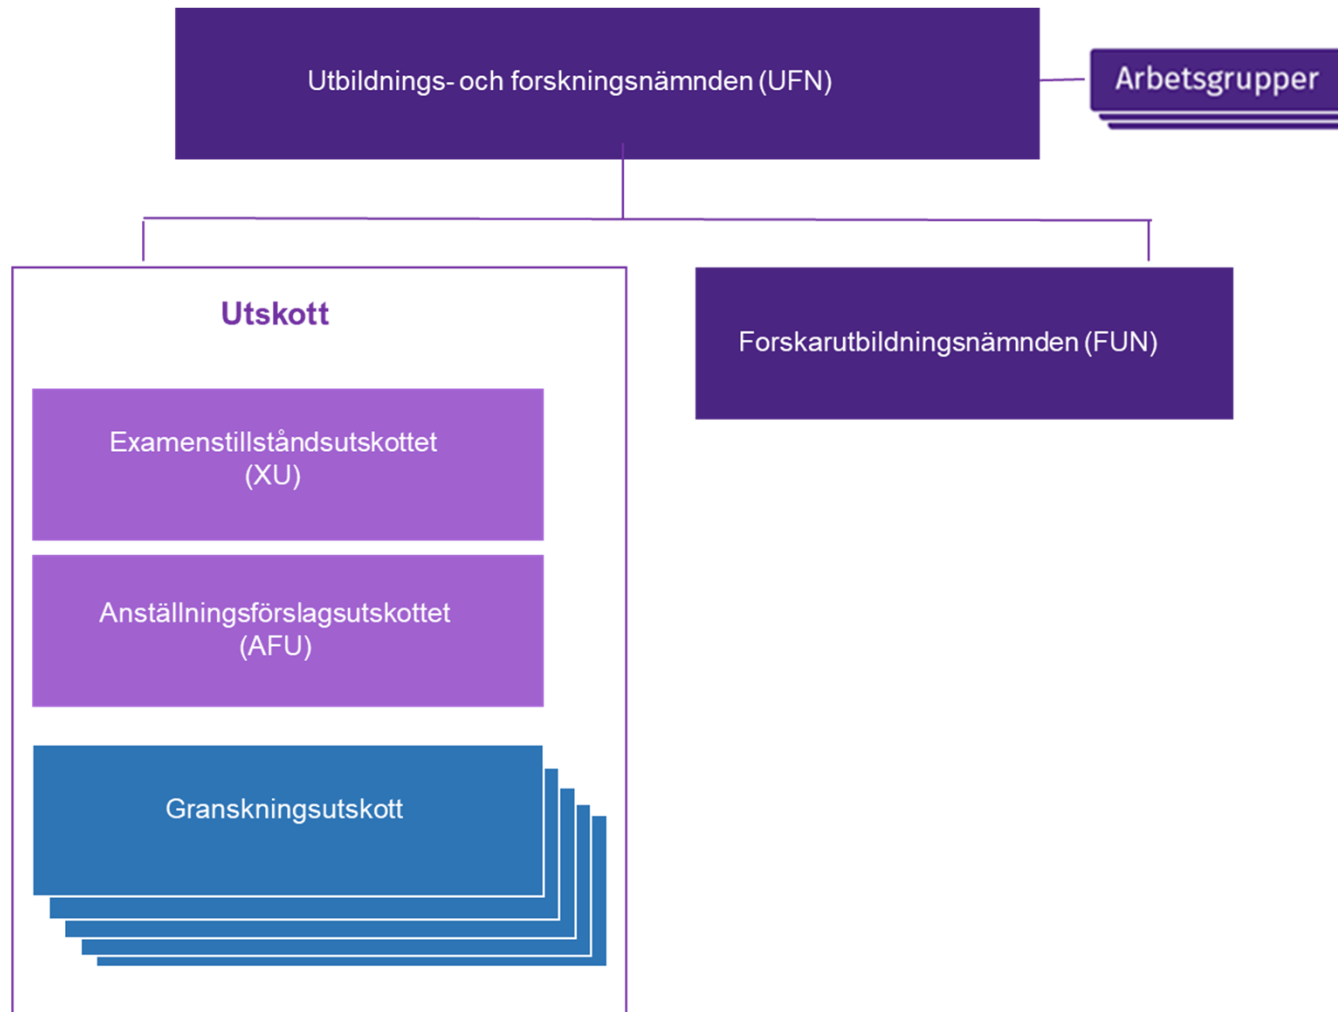 Utbildnings- och forskningsnämnden (UFN)
Arbetsgrupper
Utskott
Forskarutbildningsnämnden (FUN)
Examenstillståndsutskottet
(XU)
Anställningsförslagsutskottet
(AFU)
Granskningsutskott